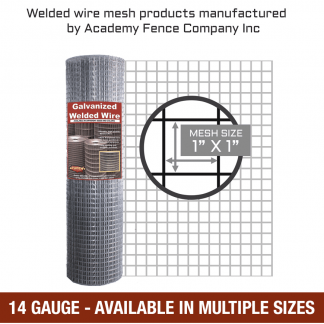 Welded wire mesh products manufactured
by Academy Fence Company Inc
Galvanized
Welded Wire
MESH SIZE
1" X 1"
14 GAUGE - AVAILABLE IN MULTIPLE SIZES